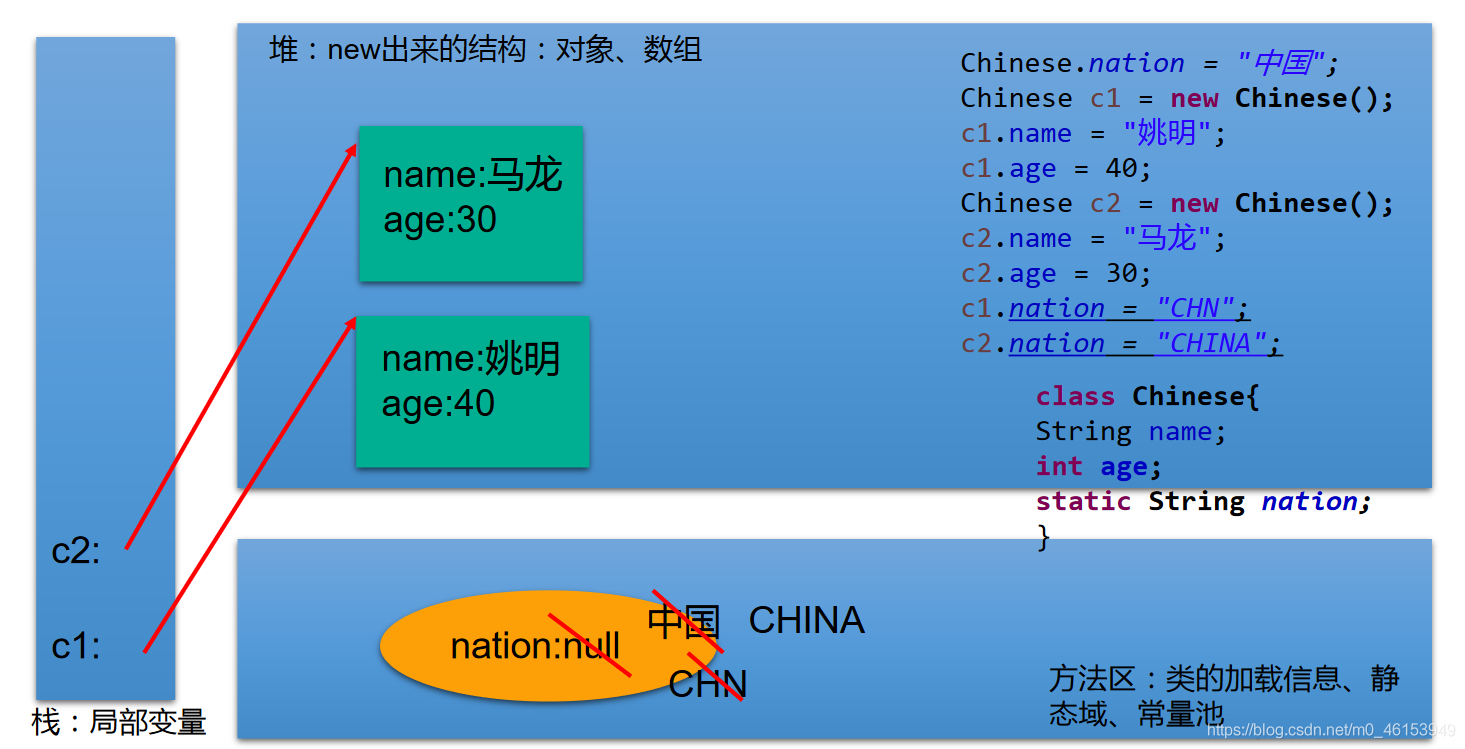 堆：new出来的结构：对象、数组
name:马龙
age:30
name:姚明
age:40
c2:
c1:
栈：局部变量
Chinese.nation = "中国";
Chinese c1 = new Chinese();
c1.name = "姚明";
c1.age = 40;
Chinese c2 = new Chinese();
c2.name = "马龙";
c2.age = 30;
c1.nation = "CHN";
c2.nation = "CHINA";
class Chinese{
String name;
int age;
static String nation;
}
nation:null
中国 CHINA
CHN
方法区：类的加载信息、静
态域、常量池
https://blog.csdn.net/m0_46153949